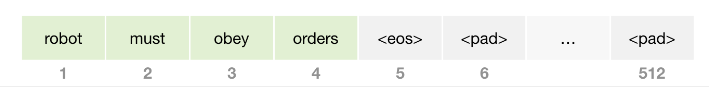 robot must obey orders <eos> <pad> ... <pad>
1 2 3 4 5 6 512